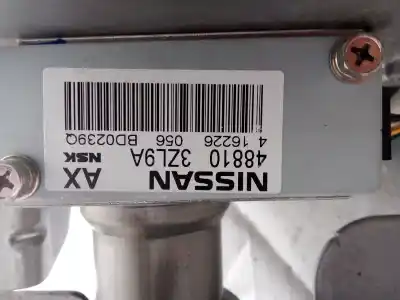 NISSAN AX
48810 3ZL9A NSK
4 16226 056 BD0239Q